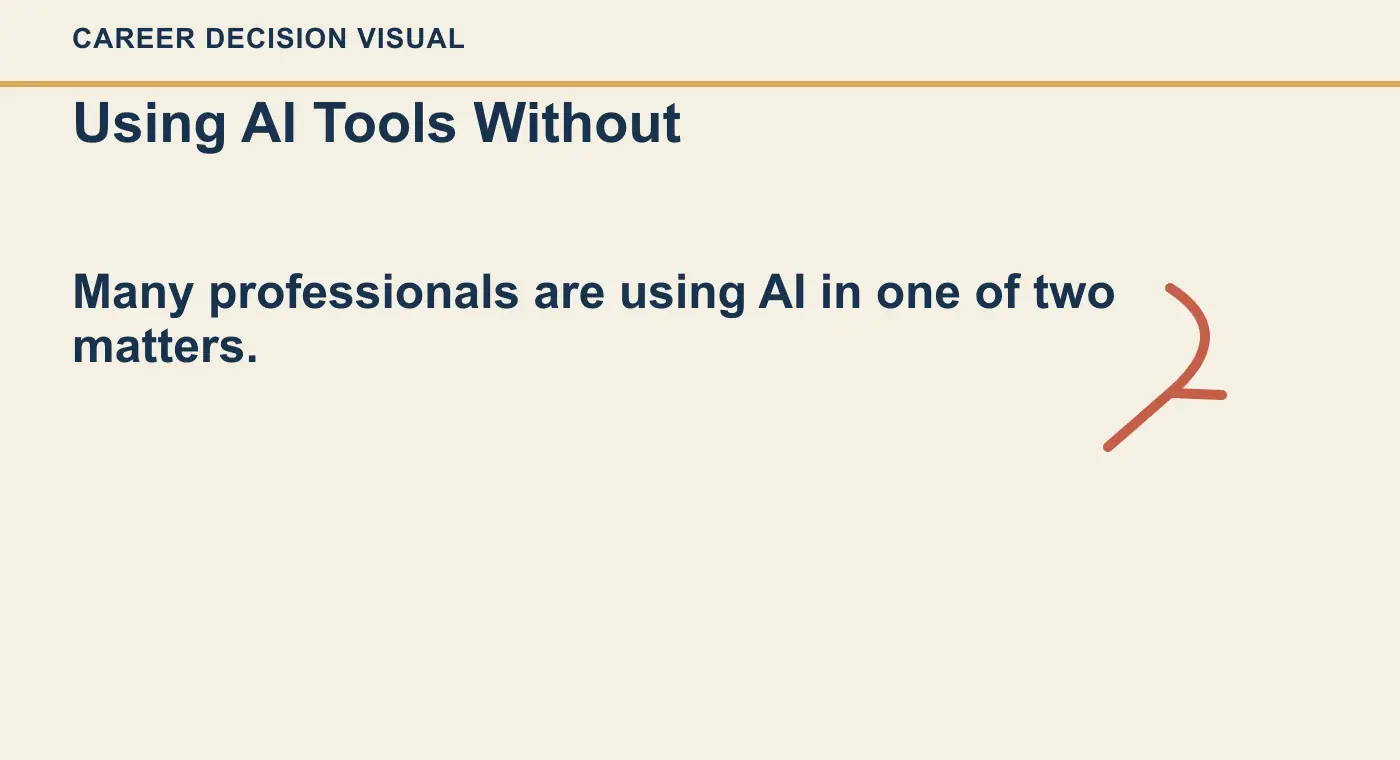 CAREER DECISION VISUAL
Using AI Tools Without
Many professionals are using AI in one of two
matters.